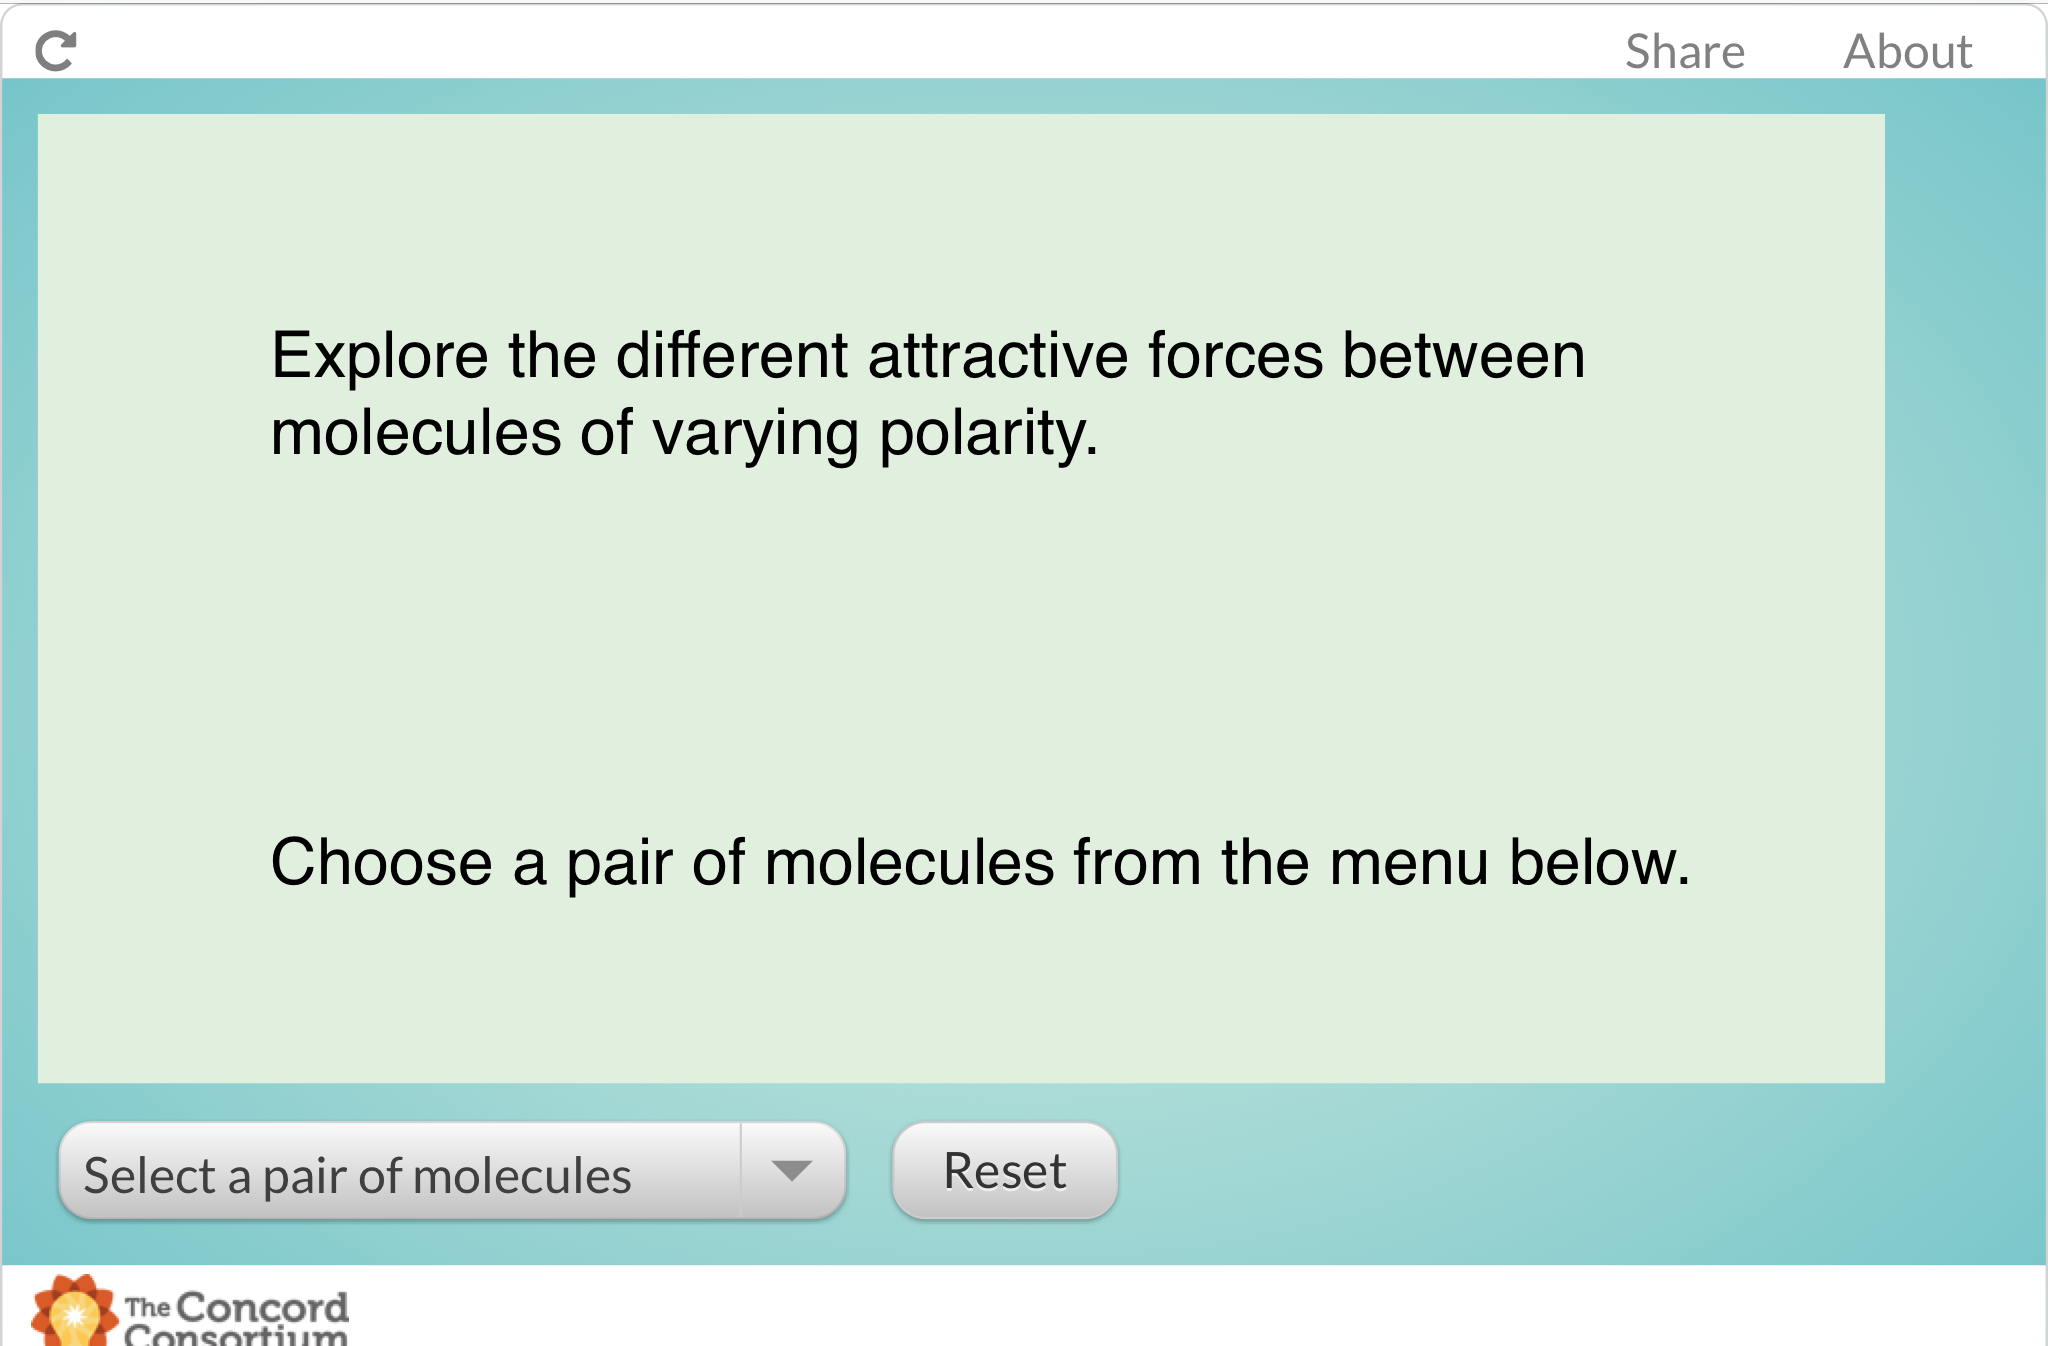 Share About
Explore the different attractive forces between
molecules of varying polarity.
Choose a pair of molecules from the menu below.
Select a pair of molecules
Reset
The Concord
Consortium